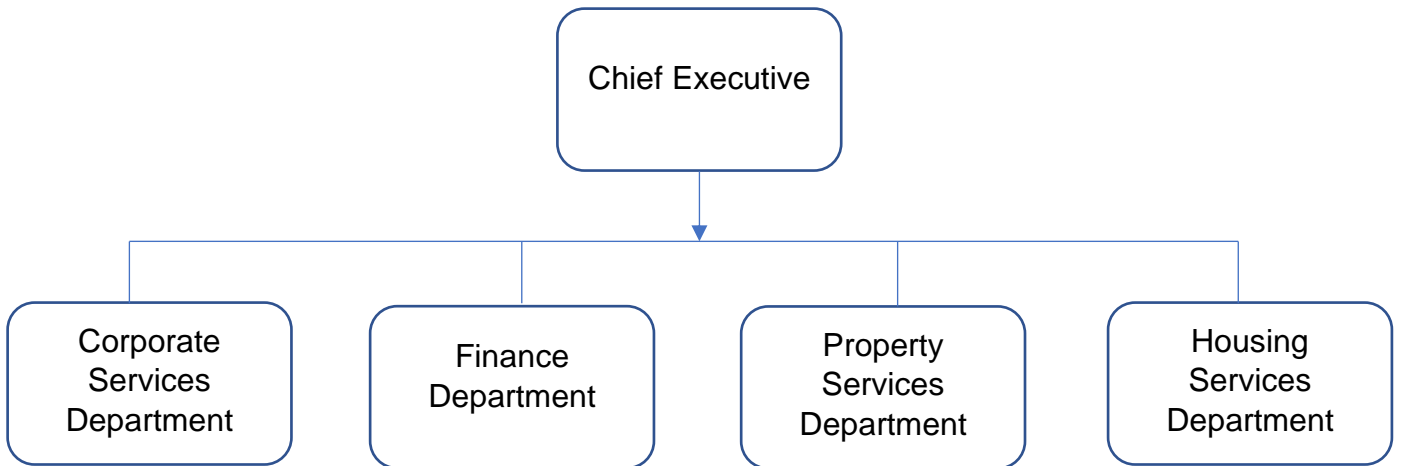 Chief Executive
Corporate
Services
Department
Finance
Department
Property
Services
Department
Housing
Services
Department